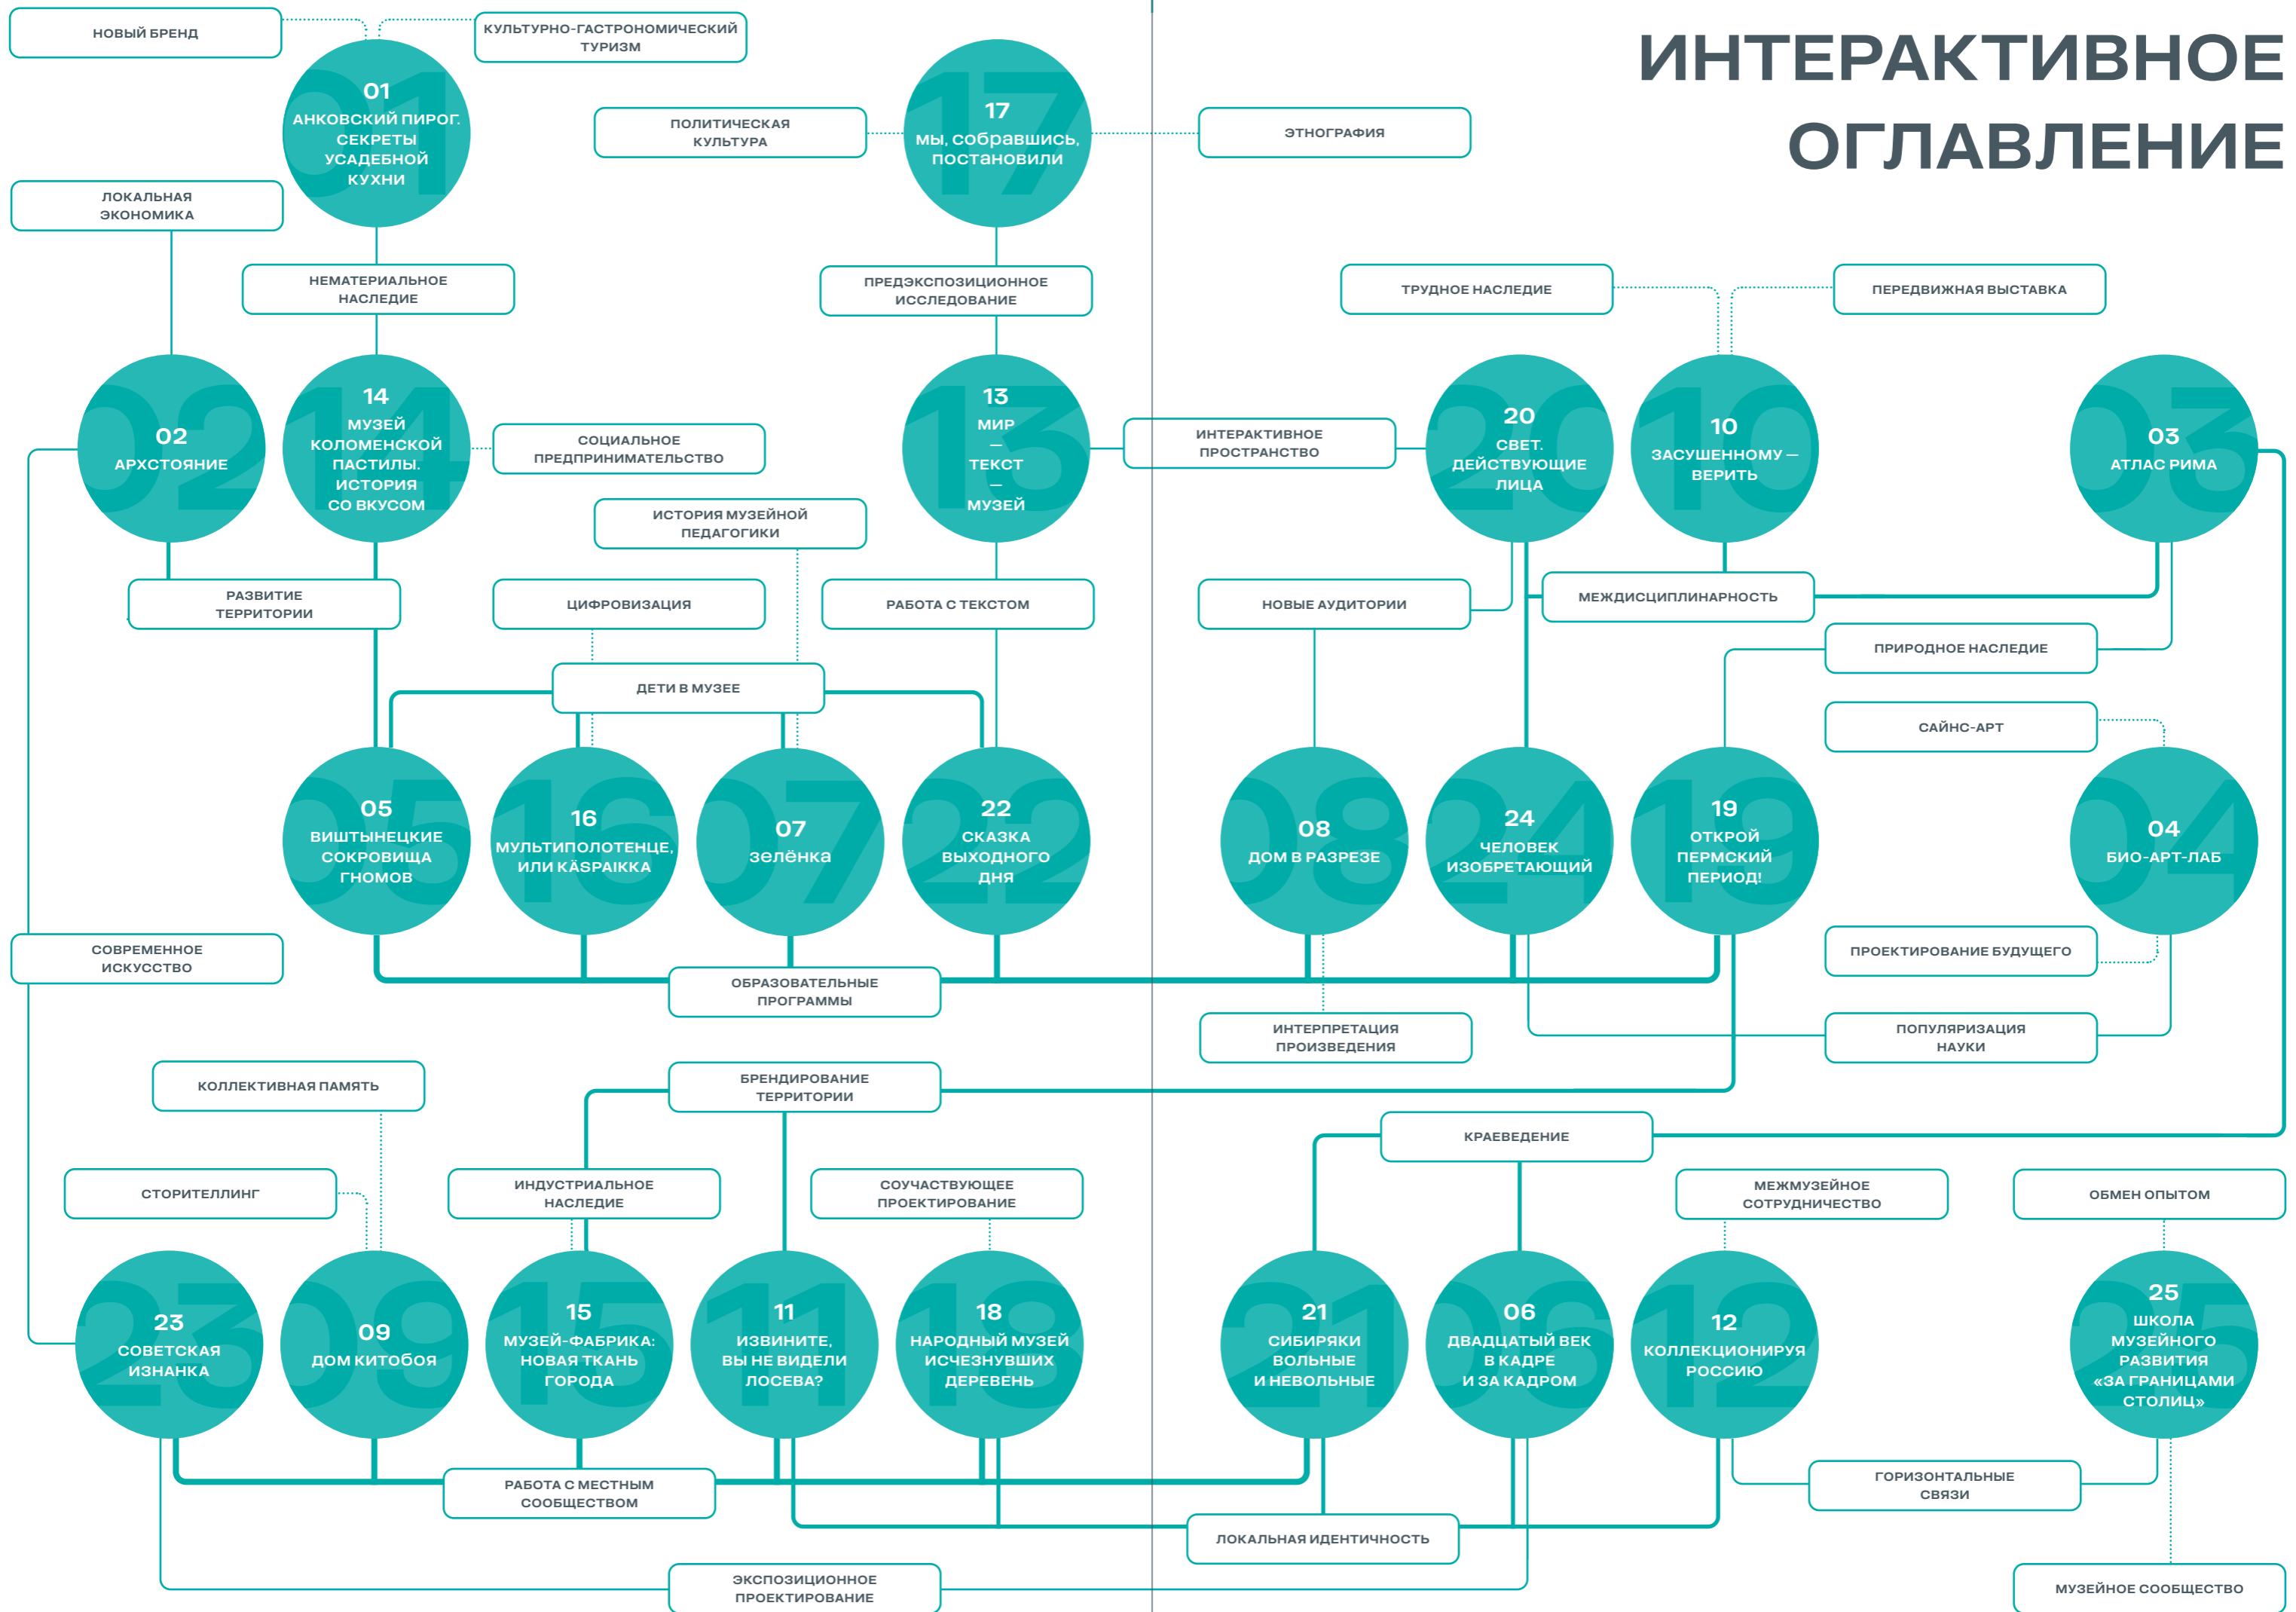 ИНТЕРАКТИВНОЕ
ОГЛАВЛЕНИЕ
НОВЫЙ БРЕНД
КУЛЬТУРНО-ГАСТРОНОМИЧЕСКИЙ
ТУРИЗМ
01
АНКОВСКИЙ ПИРОГ.
СЕКРЕТЫ
УСАДЕБНОЙ
КУХНИ
ПОЛИТИЧЕСКАЯ
КУЛЬТУРА
17
мы, собравшись,
постановили
ЭТНОГРАФИЯ
ЛОКАЛЬНАЯ
ЭКОНОМИКА
НЕМАТЕРИАЛЬНОЕ
НАСЛЕДИЕ
ПРЕДЭКСПОЗИЦИОННОЕ
ИССЛЕДОВАНИЕ
ТРУДНОЕ НАСЛЕДИЕ
ПЕРЕДВИЖНАЯ ВЫСТАВКА
02
АРХСТОЯНИЕ
14
МУЗЕЙ
КОЛОМЕНСКОЙ
ПАСТИЛЫ.
ИСТОРИЯ
СО ВКУСОМ
СОЦИАЛЬНОЕ
ПРЕДПРИНИМАТЕЛЬСТВО
13
МИР
—
ТЕКСТ
—
МУЗЕЙ
ИНТЕРАКТИВНОЕ
ПРОСТРАНСТВО
20
СВЕТ.
ДЕЙСТВУЮЩИЕ
ЛИЦА
10
ЗАСУШЕННОМУ —
ВЕРИТЬ
03
АТЛАС РИМА
ИСТОРИЯ МУЗЕЙНОЙ
ПЕДАГОГИКИ
РАЗВИТИЕ
ТЕРРИТОРИИ
ЦИФРОВИЗАЦИЯ
РАБОТА С ТЕКСТОМ
НОВЫЕ АУДИТОРИИ
МЕЖДИСЦИПЛИНАРНОСТЬ
ПРИРОДНОЕ НАСЛЕДИЕ
ДЕТИ В МУЗЕЕ
САЙНС-АРТ
05
ВИШТЫНЕЦКИЕ
СОКРОВИЩА
ГНОМОВ
16
МУЛЬТИПОЛОТЕНЦЕ,
ИЛИ KÄSPAIKKA
07
зелёнка
22
СКАЗКА
ВЫХОДНОГО
ДНЯ
08
ДОМ В РАЗРЕЗЕ
24
ЧЕЛОВЕК
ИЗОБРЕТАЮЩИЙ
19
ОТКРОЙ
ПЕРМСКИЙ
ПЕРИОД!
04
БИО-АРТ-ЛАБ
СОВРЕМЕННОЕ
ИСКУССТВО
ПРОЕКТИРОВАНИЕ БУДУЩЕГО
ОБРАЗОВАТЕЛЬНЫЕ
ПРОГРАММЫ
ИНТЕРПРЕТАЦИЯ
ПРОИЗВЕДЕНИЯ
ПОПУЛЯРИЗАЦИЯ
НАУКИ
КОЛЛЕКТИВНАЯ ПАМЯТЬ
БРЕНДИРОВАНИЕ
ТЕРРИТОРИИ
КРАЕВЕДЕНИЕ
СТОРИТЕЛЛИНГ
ИНДУСТРИАЛЬНОЕ
НАСЛЕДИЕ
СОУЧАСТВУЮЩЕЕ
ПРОЕКТИРОВАНИЕ
МЕЖМУЗЕЙНОЕ
СОТРУДНИЧЕСТВО
ОБМЕН ОПЫТОМ
23
СОВЕТСКАЯ
ИЗНАНКА
09
ДОМ КИТОБОЯ
15
МУЗЕЙ-ФАБРИКА:
НОВАЯ ТКАНЬ
ГОРОДА
11
ИЗВИНИТЕ,
ВЫ НЕ ВИДЕЛИ
ЛОСЕВА?
18
НАРОДНЫЙ МУЗЕЙ
ИСЧЕЗНУВШИХ
ДЕРЕВЕНЬ
21
СИБИРЯКИ
ВОЛЬНЫЕ
И НЕВОЛЬНЫЕ
06
ДВАДЦАТЫЙ ВЕК
В КАДРЕ
И ЗА КАДРОМ
12
КОЛЛЕКЦИОНИРУЯ
РОССИЮ
25
ШКОЛА
МУЗЕЙНОГО
РАЗВИТИЯ
«ЗА ГРАНИЦАМИ
СТОЛИЦ»
РАБОТА С МЕСТНЫМ
СООБЩЕСТВОМ
ГОРИЗОНТАЛЬНЫЕ
СВЯЗИ
ЛОКАЛЬНАЯ ИДЕНТИЧНОСТЬ
ЭКСПОЗИЦИОННОЕ
ПРОЕКТИРОВАНИЕ
МУЗЕЙНОЕ СООБЩЕСТВО